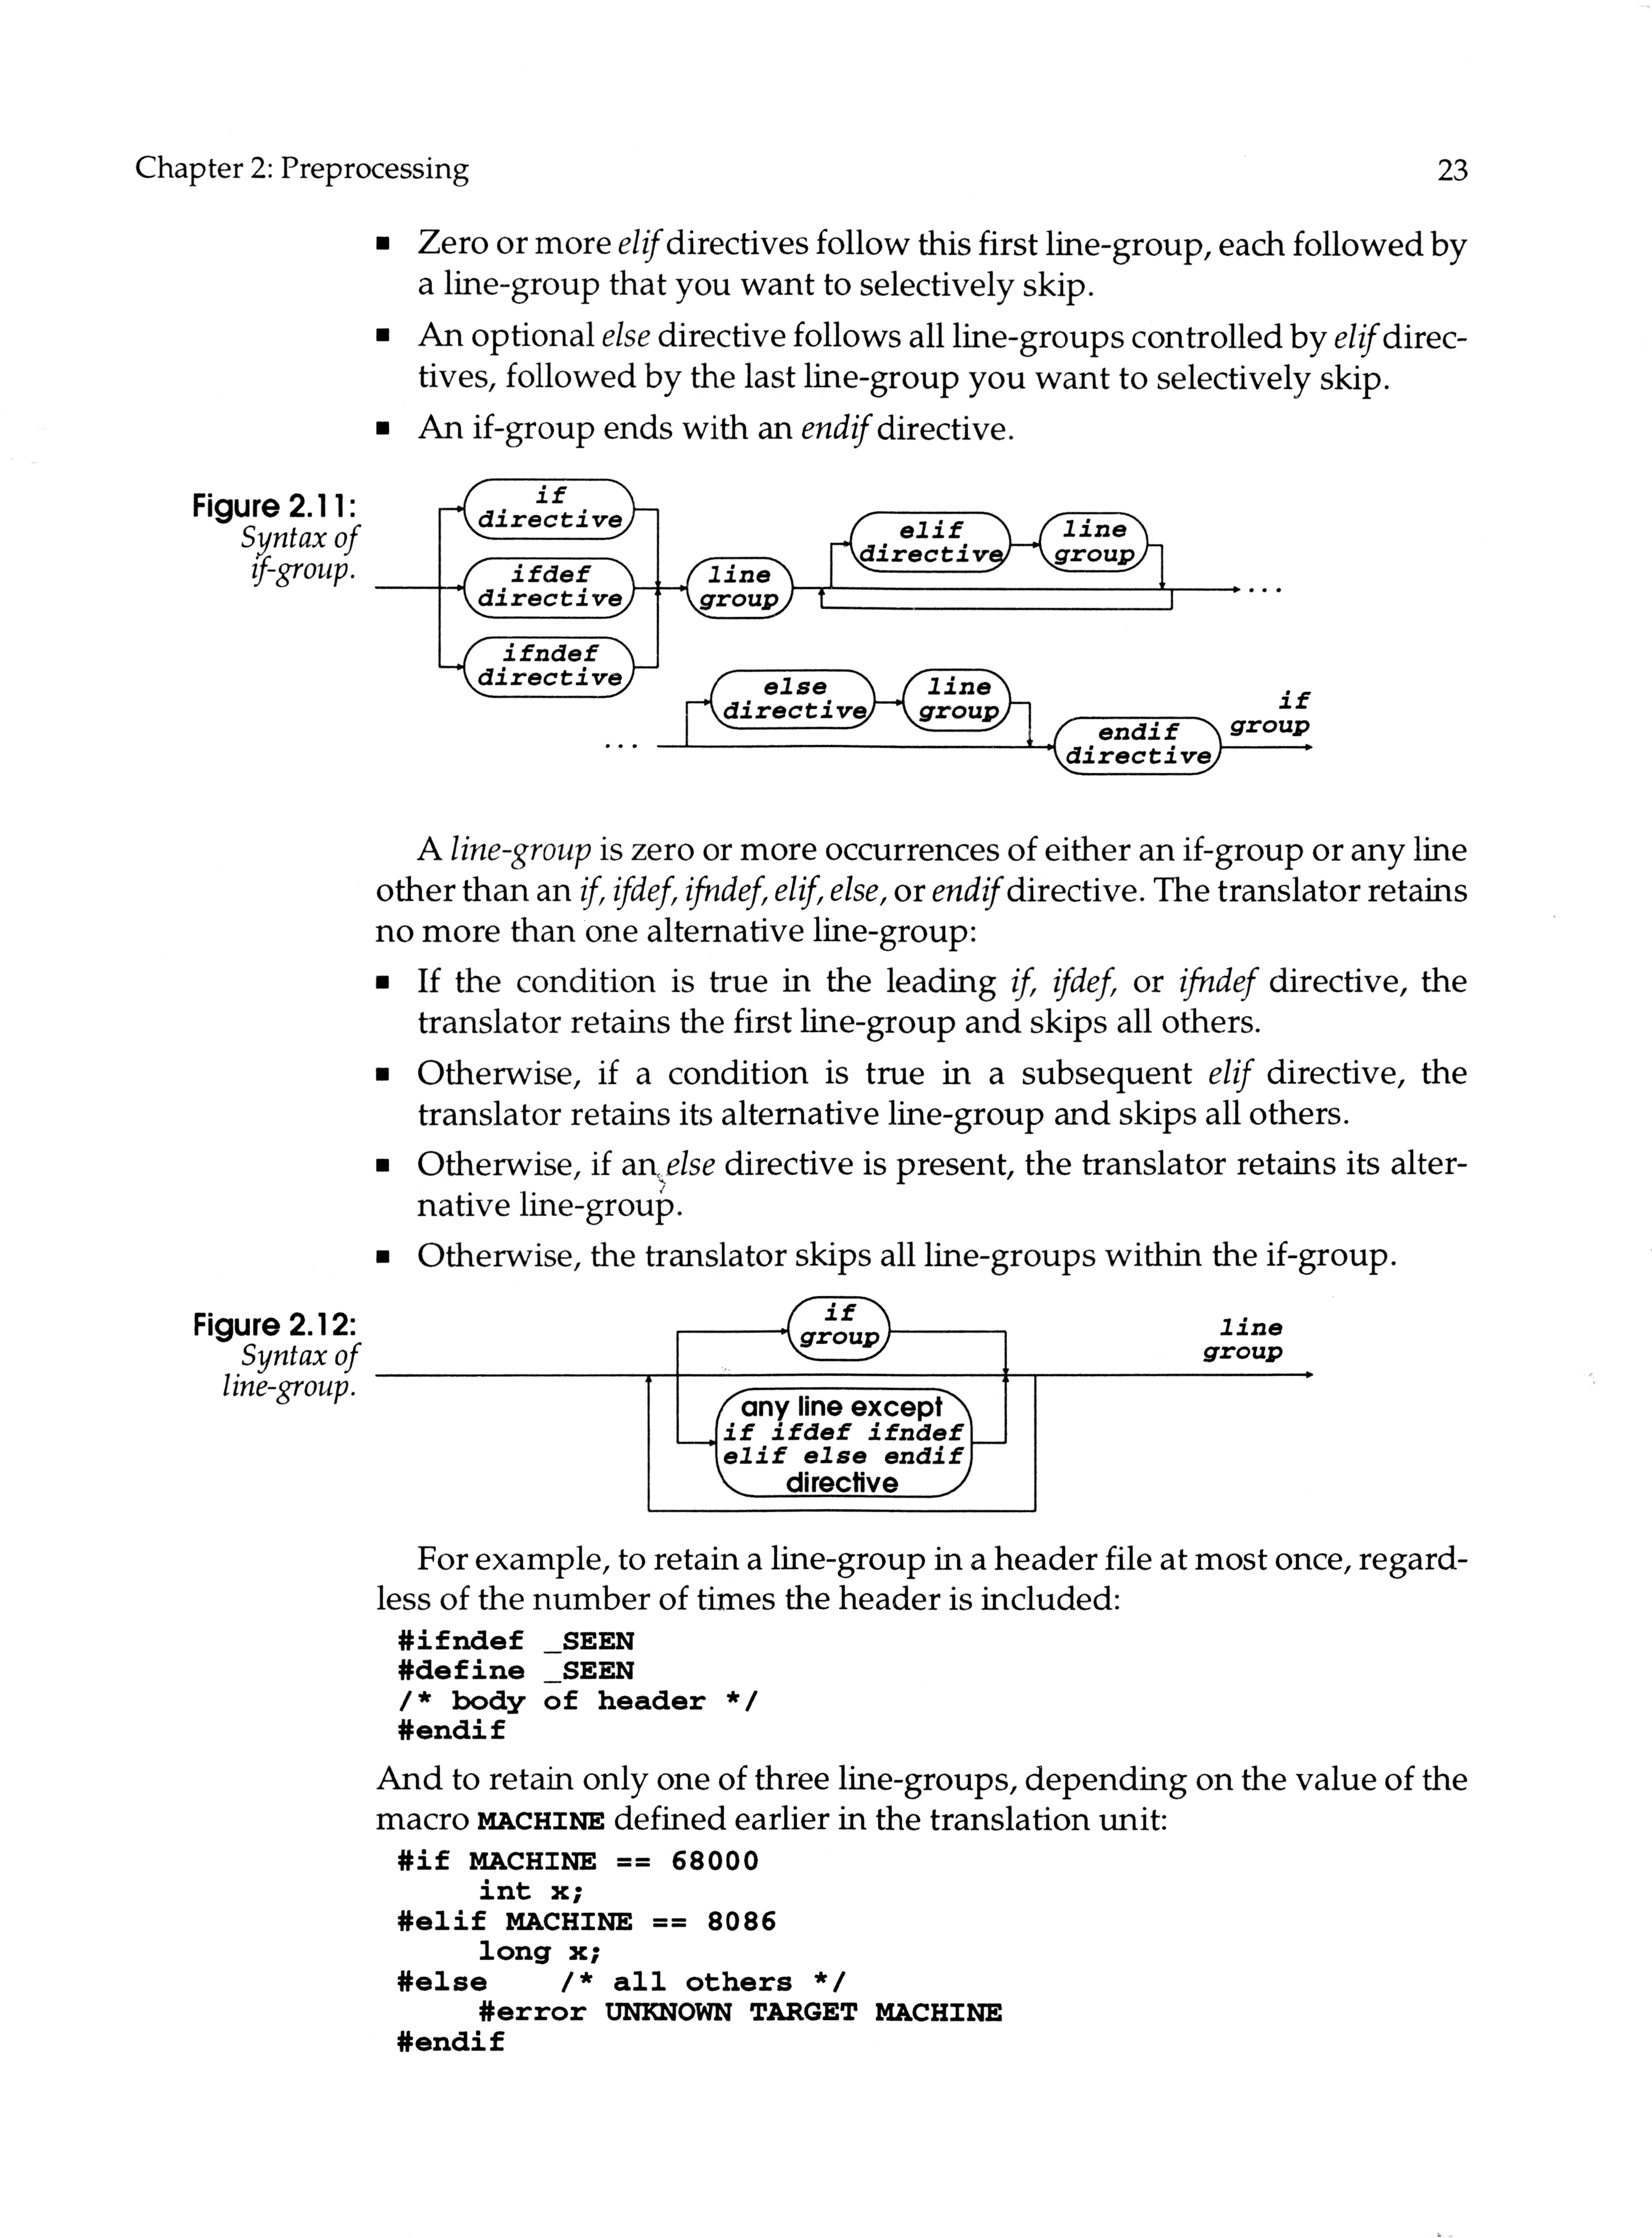 Chapter 2: Preprocessing 23
▪ Zero or more elif directives follow this first line-group, each followed by
a line-group that you want to selectively skip.
▪ An optional else directive follows all line-groups controlled by elif direc-
tives, followed by the last line-group you want to selectively skip.
▪ An if-group ends with an endif directive.
Figure 2.11:
Syntax of
if-group.
if
directive
ifdef
directive
ifndef
directive
line
group
elif
directive
line
group
...
...
else
directive
line
group
endif
directive
if
group
A line-group is zero or more occurrences of either an if-group or any line
other than an if, ifdef, ifndef, elif, else, or endif directive. The translator retains
no more than one alternative line-group:
▪ If the condition is true in the leading if, ifdef, or ifndef directive, the
translator retains the first line-group and skips all others.
▪ Otherwise, if a condition is true in a subsequent elif directive, the
translator retains its alternative line-group and skips all others.
▪ Otherwise, if an else directive is present, the translator retains its alter-
native line-group.
▪ Otherwise, the translator skips all line-groups within the if-group.
Figure 2.12:
Syntax of
line-group.
if
group
any line except
if ifdef ifndef
elif else endif
directive
line
group
For example, to retain a line-group in a header file at most once, regard-
less of the number of times the header is included:
#ifndef _SEEN
#define _SEEN
/* body of header */
#endif
And to retain only one of three line-groups, depending on the value of the
macro MACHINE defined earlier in the translation unit:
#if MACHINE == 68000
int x;
#elif MACHINE == 8086
long x;
#else /* all others */
#error UNKNOWN TARGET MACHINE
#endif